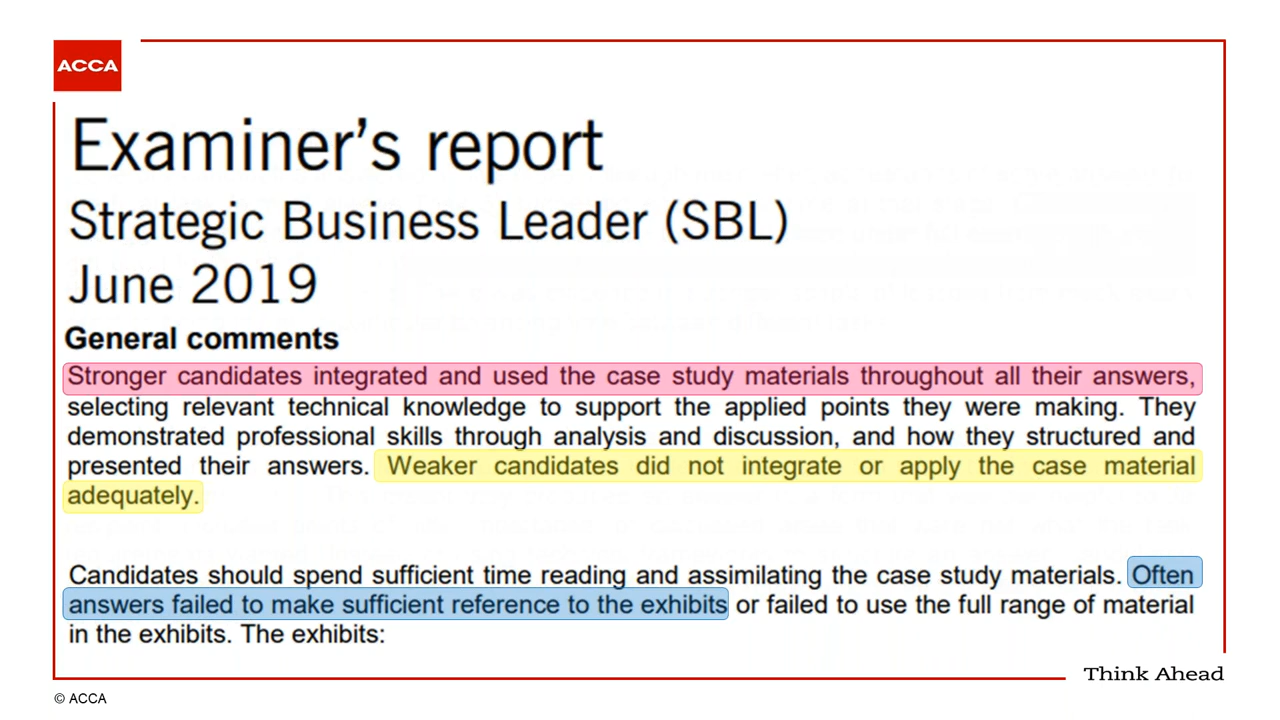 ACCA
Examiner's report
Strategic Business Leader (SBL)
June 2019
General comments
Stronger candidates integrated and used the case study materials throughout all their answers,
selecting relevant technical knowledge to support the applied points they were making. They
demonstrated professional skills through analysis and discussion, and how they structured and
presented their answers. Weaker candidates did not integrate or apply the case material
adequately.
Candidates should spend sufficient time reading and assimilating the case study materials. Often
answers failed to make sufficient reference to the exhibits or failed to use the full range of material
in the exhibits. The exhibits:
Think Ahead
© ACCA